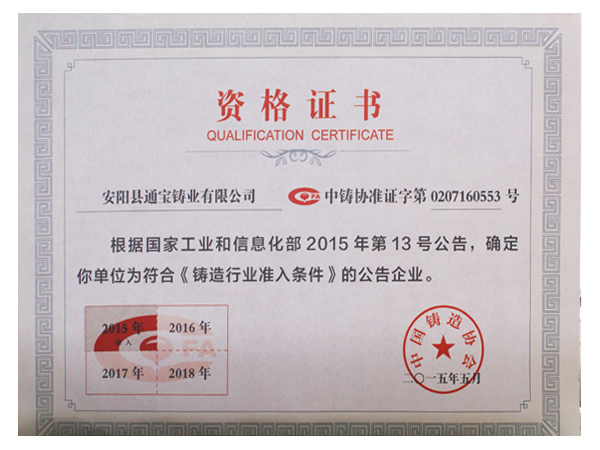 资格证书
QUALIFICATION CERTIFICATE
安阳县通宝铸业有限公司 CFA 中铸协准证字第 0207160553 号
根据国家工业和信息化部 2015 年第 13 号公告，确定
你单位为符合《铸造行业准入条件》的公告企业。
2015 年 2016 年
准入 CFA
2017 年 2018 年
中国铸造协会
二〇一五年五月